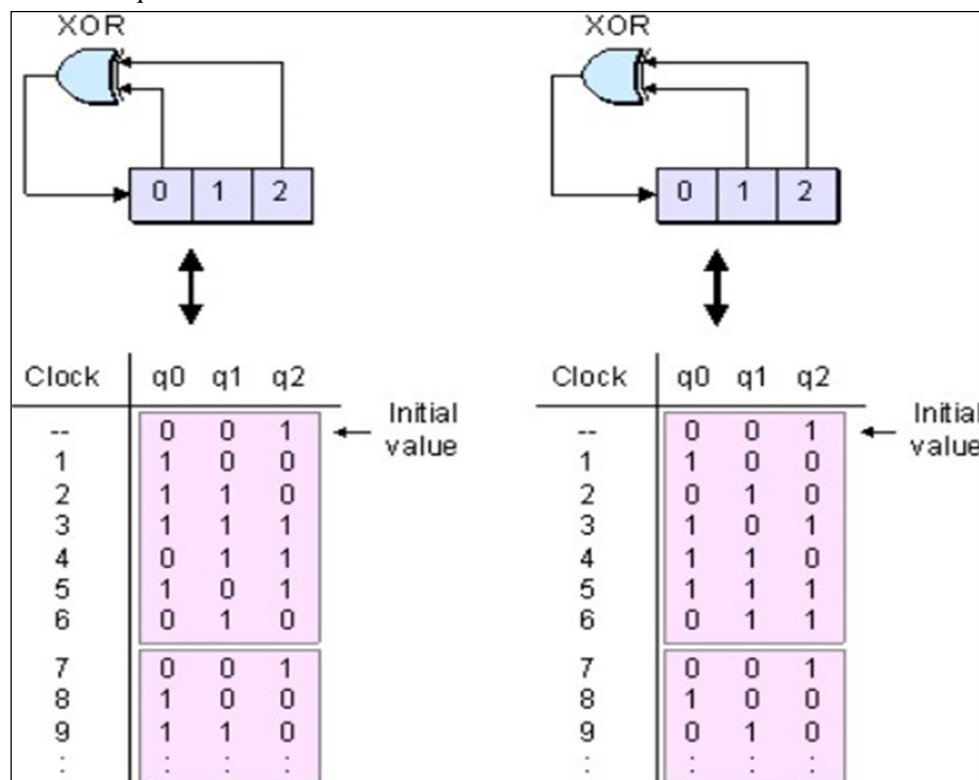 XOR XOR
0 1 2 0 1 2
Clock q0 q1 q2 Clock q0 q1 q2
-- 0 0 1 Initial value -- 0 0 1 Initial value
1 1 0 0 1 1 0 0
2 1 1 0 2 0 1 0
3 1 1 1 3 1 0 1
4 0 1 1 4 1 1 0
5 1 0 1 5 1 1 1
6 0 1 0 6 0 1 1
7 0 0 1 7 0 0 1
8 1 0 0 8 1 0 0
9 1 1 0 9 0 1 0
: : : : : : : :